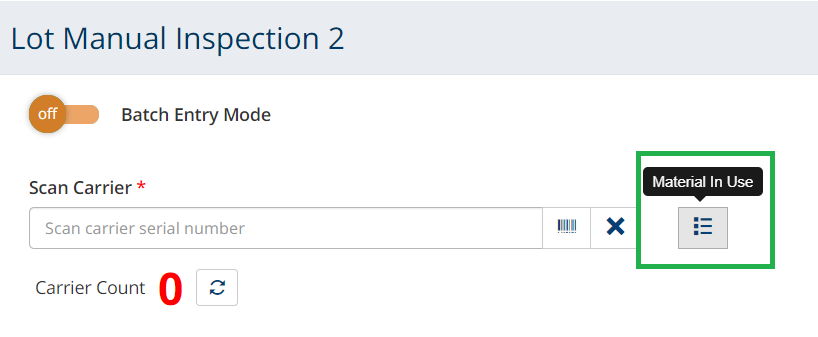 Lot Manual Inspection 2
off Batch Entry Mode
Material In Use
Scan Carrier *
Scan carrier serial number
Carrier Count 0